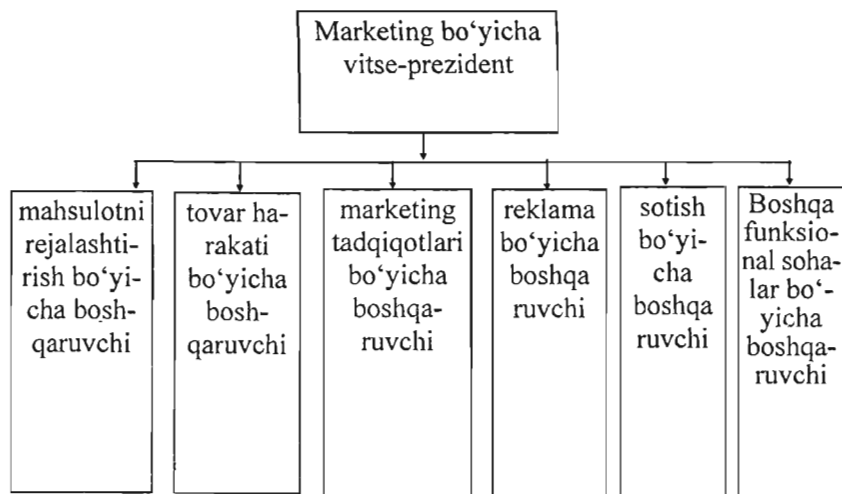 Marketing bo‘yicha
vitse-prezident
mahsulotni
rejalashti-
rish bo‘yi-
cha bosh-
qaruvchi
tovar ha-
rakati
bo‘yicha
bosh-
qaruvchi
marketing
tadqiqotlari
bo‘yicha
boshqa-
ruvchi
reklama
bo‘yicha
boshqa
ruvchi
sotish
bo‘yi-
cha
boshqa
ruvchi
Boshqa
funksio-
nal soha-
lar bo‘-
yicha
boshqa-
ruvchi